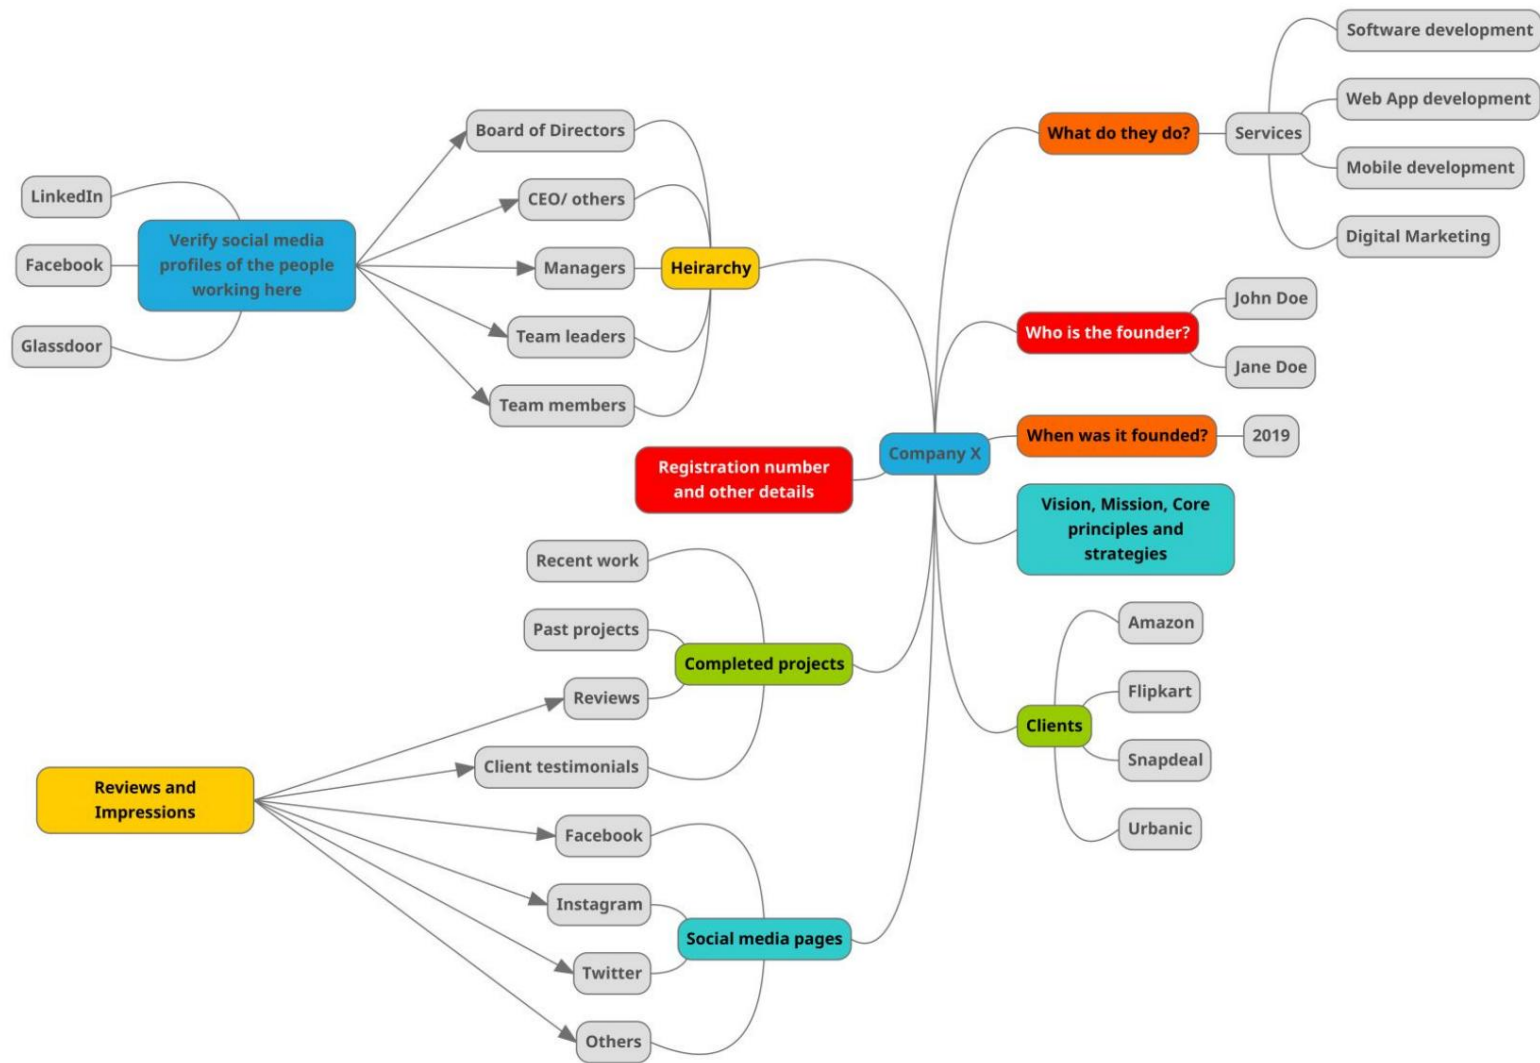 Company X
What do they do?
Services
Software development
Web App development
Mobile development
Digital Marketing
Who is the founder?
John Doe
Jane Doe
When was it founded?
2019
Vision, Mission, Core
principles and
strategies
Clients
Amazon
Flipkart
Snapdeal
Urbanic
Heirarchy
Board of Directors
CEO/ others
Managers
Team leaders
Team members
Verify social media
profiles of the people
working here
LinkedIn
Facebook
Glassdoor
Registration number
and other details
Completed projects
Recent work
Past projects
Reviews
Client testimonials
Social media pages
Facebook
Instagram
Twitter
Others
Reviews and
Impressions